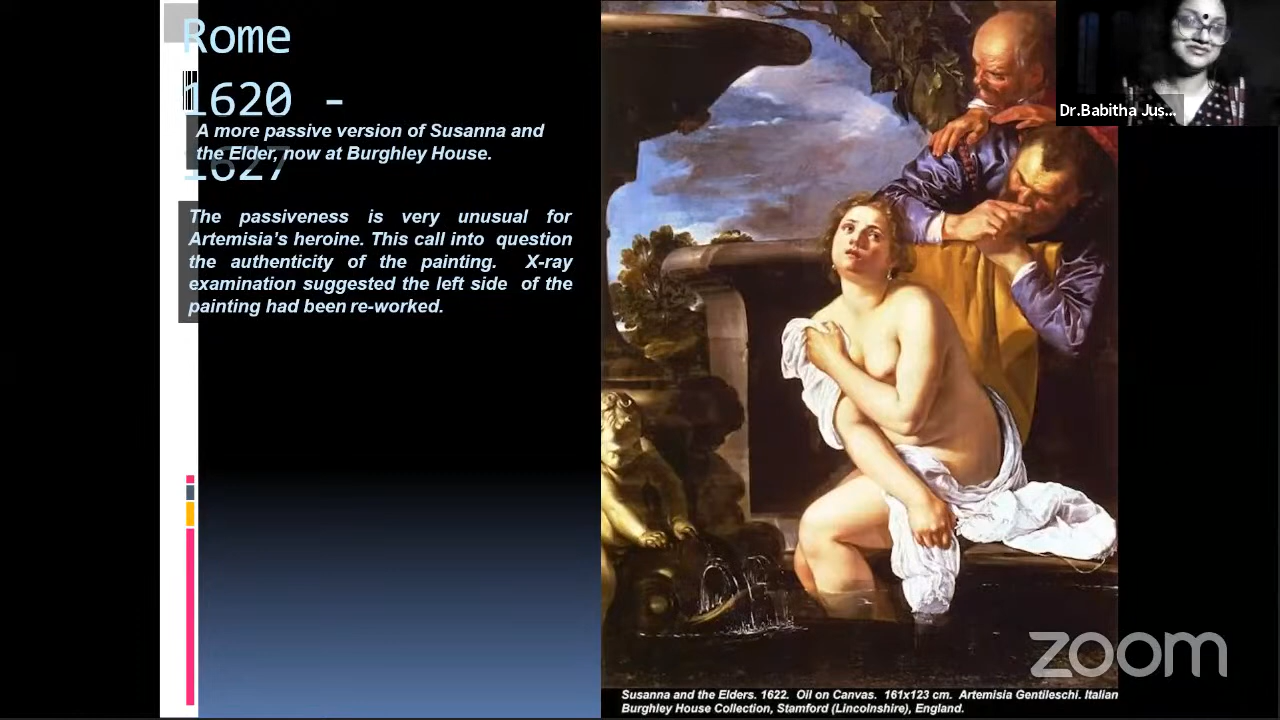 Rome
1620 -
1627
A more passive version of Susanna and
the Elder, now at Burghley House.
The passiveness is very unusual for
Artemisia's heroine. This call into question
the authenticity of the painting. X-ray
examination suggested the left side of the
painting had been re-worked.
Dr.Babitha Jus...
zoom
Susanna and the Elders. 1622. Oil on Canvas. 161x123 cm. Artemisia Gentileschi. Italian
Burghley House Collection, Stamford (Lincolnshire), England.